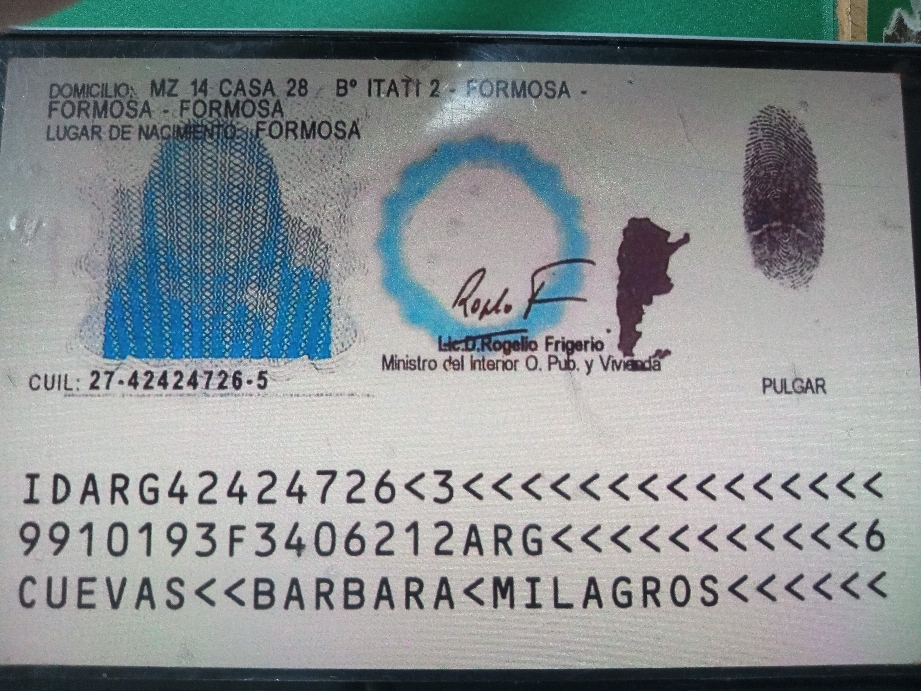 DOMICILIO: MZ 14 CASA 28 Bº ITATI 2 - FORMOSA -
FORMOSA - FORMOSA
LUGAR DE NACIMIENTO: FORMOSA
Lic.D.Rogelio Frigerio
Ministro del Interior O. Pub. y Vivienda
CUIL: 27-42424726-5
PULGAR
IDARG42424726<3<<<<<<<<<<<<<<<
9910193F3406212ARG<<<<<<<<<<<6
CUEVAS<<BARBARA<MILAGROS<<<<<<